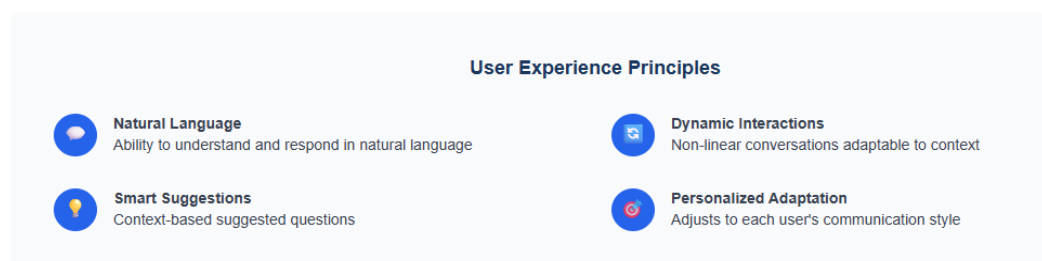 User Experience Principles
Natural Language
Ability to understand and respond in natural language
Dynamic Interactions
Non-linear conversations adaptable to context
Smart Suggestions
Context-based suggested questions
Personalized Adaptation
Adjusts to each user's communication style